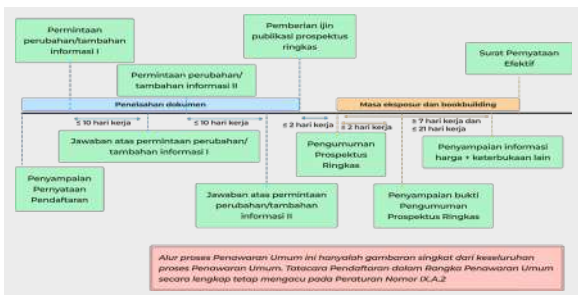 Permintaan
perubahan/tambahan
informasi I
Pemberian ijin
publikasi prospektus
ringkas
Surat Pernyataan
Efektif
Permintaan perubahan/
tambahan informasi II
Penelaahan dokumen
Masa eksposur dan bookbuilding
≤ 10 hari kerja
≤ 10 hari kerja
≤ 2 hari kerja
≤ 2 hari kerja
≥ 7 hari kerja dan
≤ 21 hari kerja
Jawaban atas permintaan perubahan/
tambahan informasi I
Pengumuman
Prospektus
Ringkas
Penyampaian informasi
harga + keterbukaan lain
Penyampaian
Pernyataan
Pendaftaran
Jawaban atas permintaan
perubahan/tambahan
informasi II
Penyampaian bukti
Pengumuman
Prospektus Ringkas
Alur proses Penawaran Umum ini hanyalah gambaran singkat dari keseluruhan
proses Penawaran Umum. Tatacara Pendaftaran dalam Rangka Penawaran Umum
secara lengkap tetap mengacu pada Peraturan Nomor IX.A.2